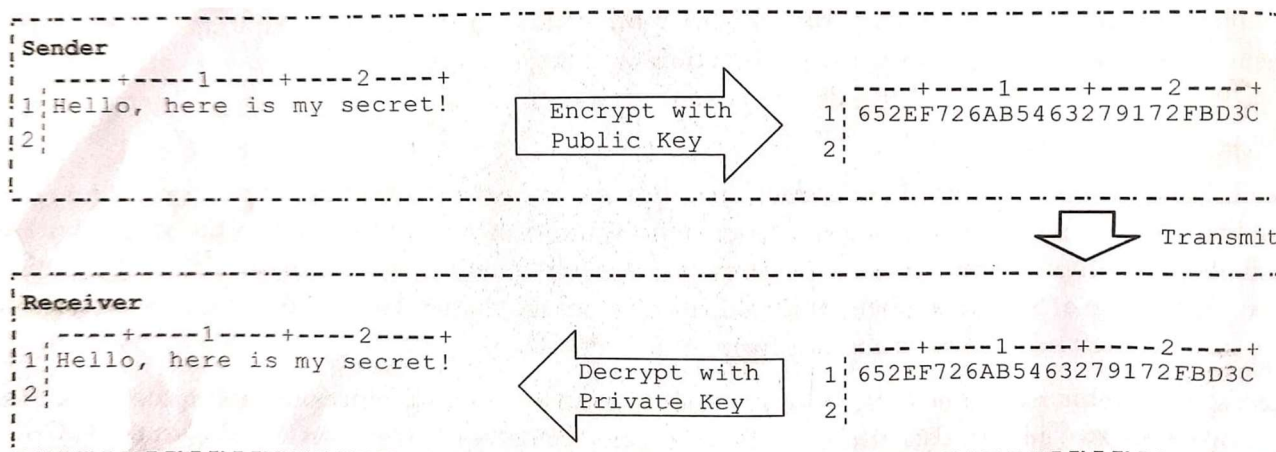 Sender
----+----1----+----2----+
1 Hello, here is my secret!
2
Encrypt with
Public Key
----+----1----+----2----+
1 652EF726AB5463279172FBD3C
2
Transmit
Receiver
----+----1----+----2----+
1 Hello, here is my secret!
2
Decrypt with
Private Key
----+----1----+----2----+
1 652EF726AB5463279172FBD3C
2